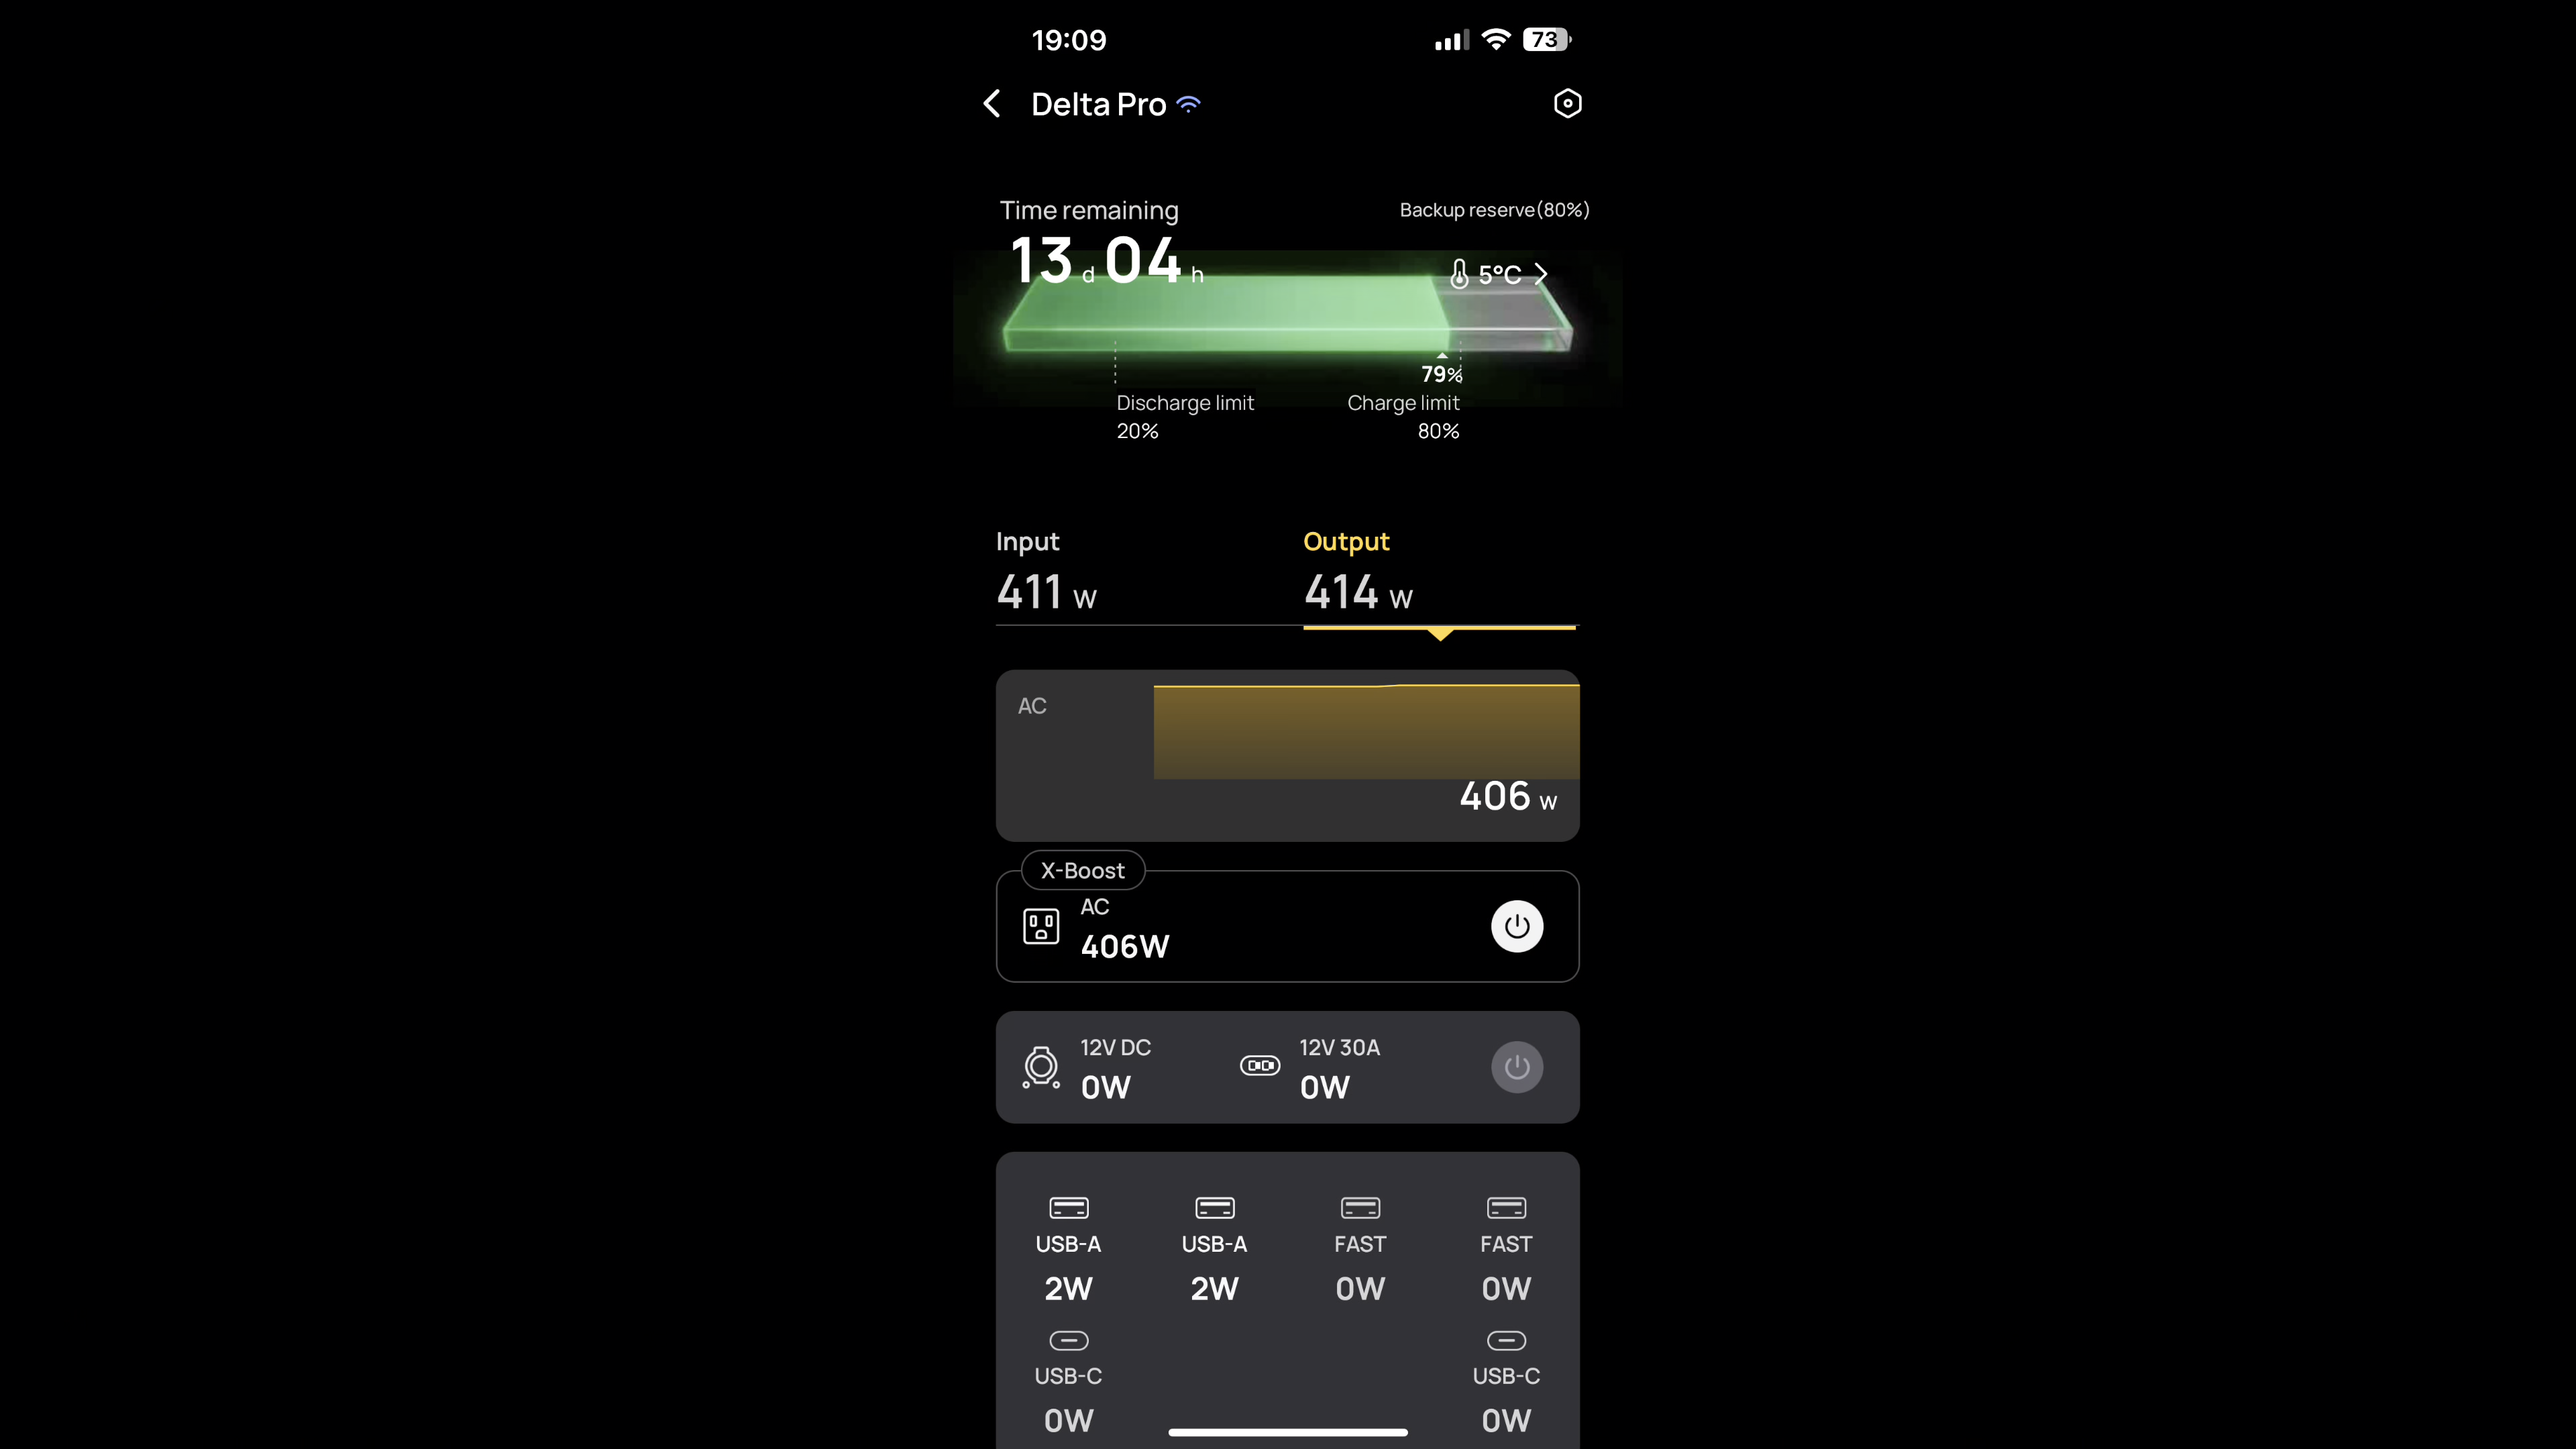 19:09
73
Delta Pro
Time remaining
Backup reserve(80%)
13 d 04 h
5°C
79%
Discharge limit
Charge limit
20%
80%
Input
Output
411 W
414 W
AC
406 W
X-Boost
AC
406W
12V DC
12V 30A
0W
0W
USB-A
USB-A
FAST
FAST
2W
2W
0W
0W
USB-C
USB-C
0W
0W